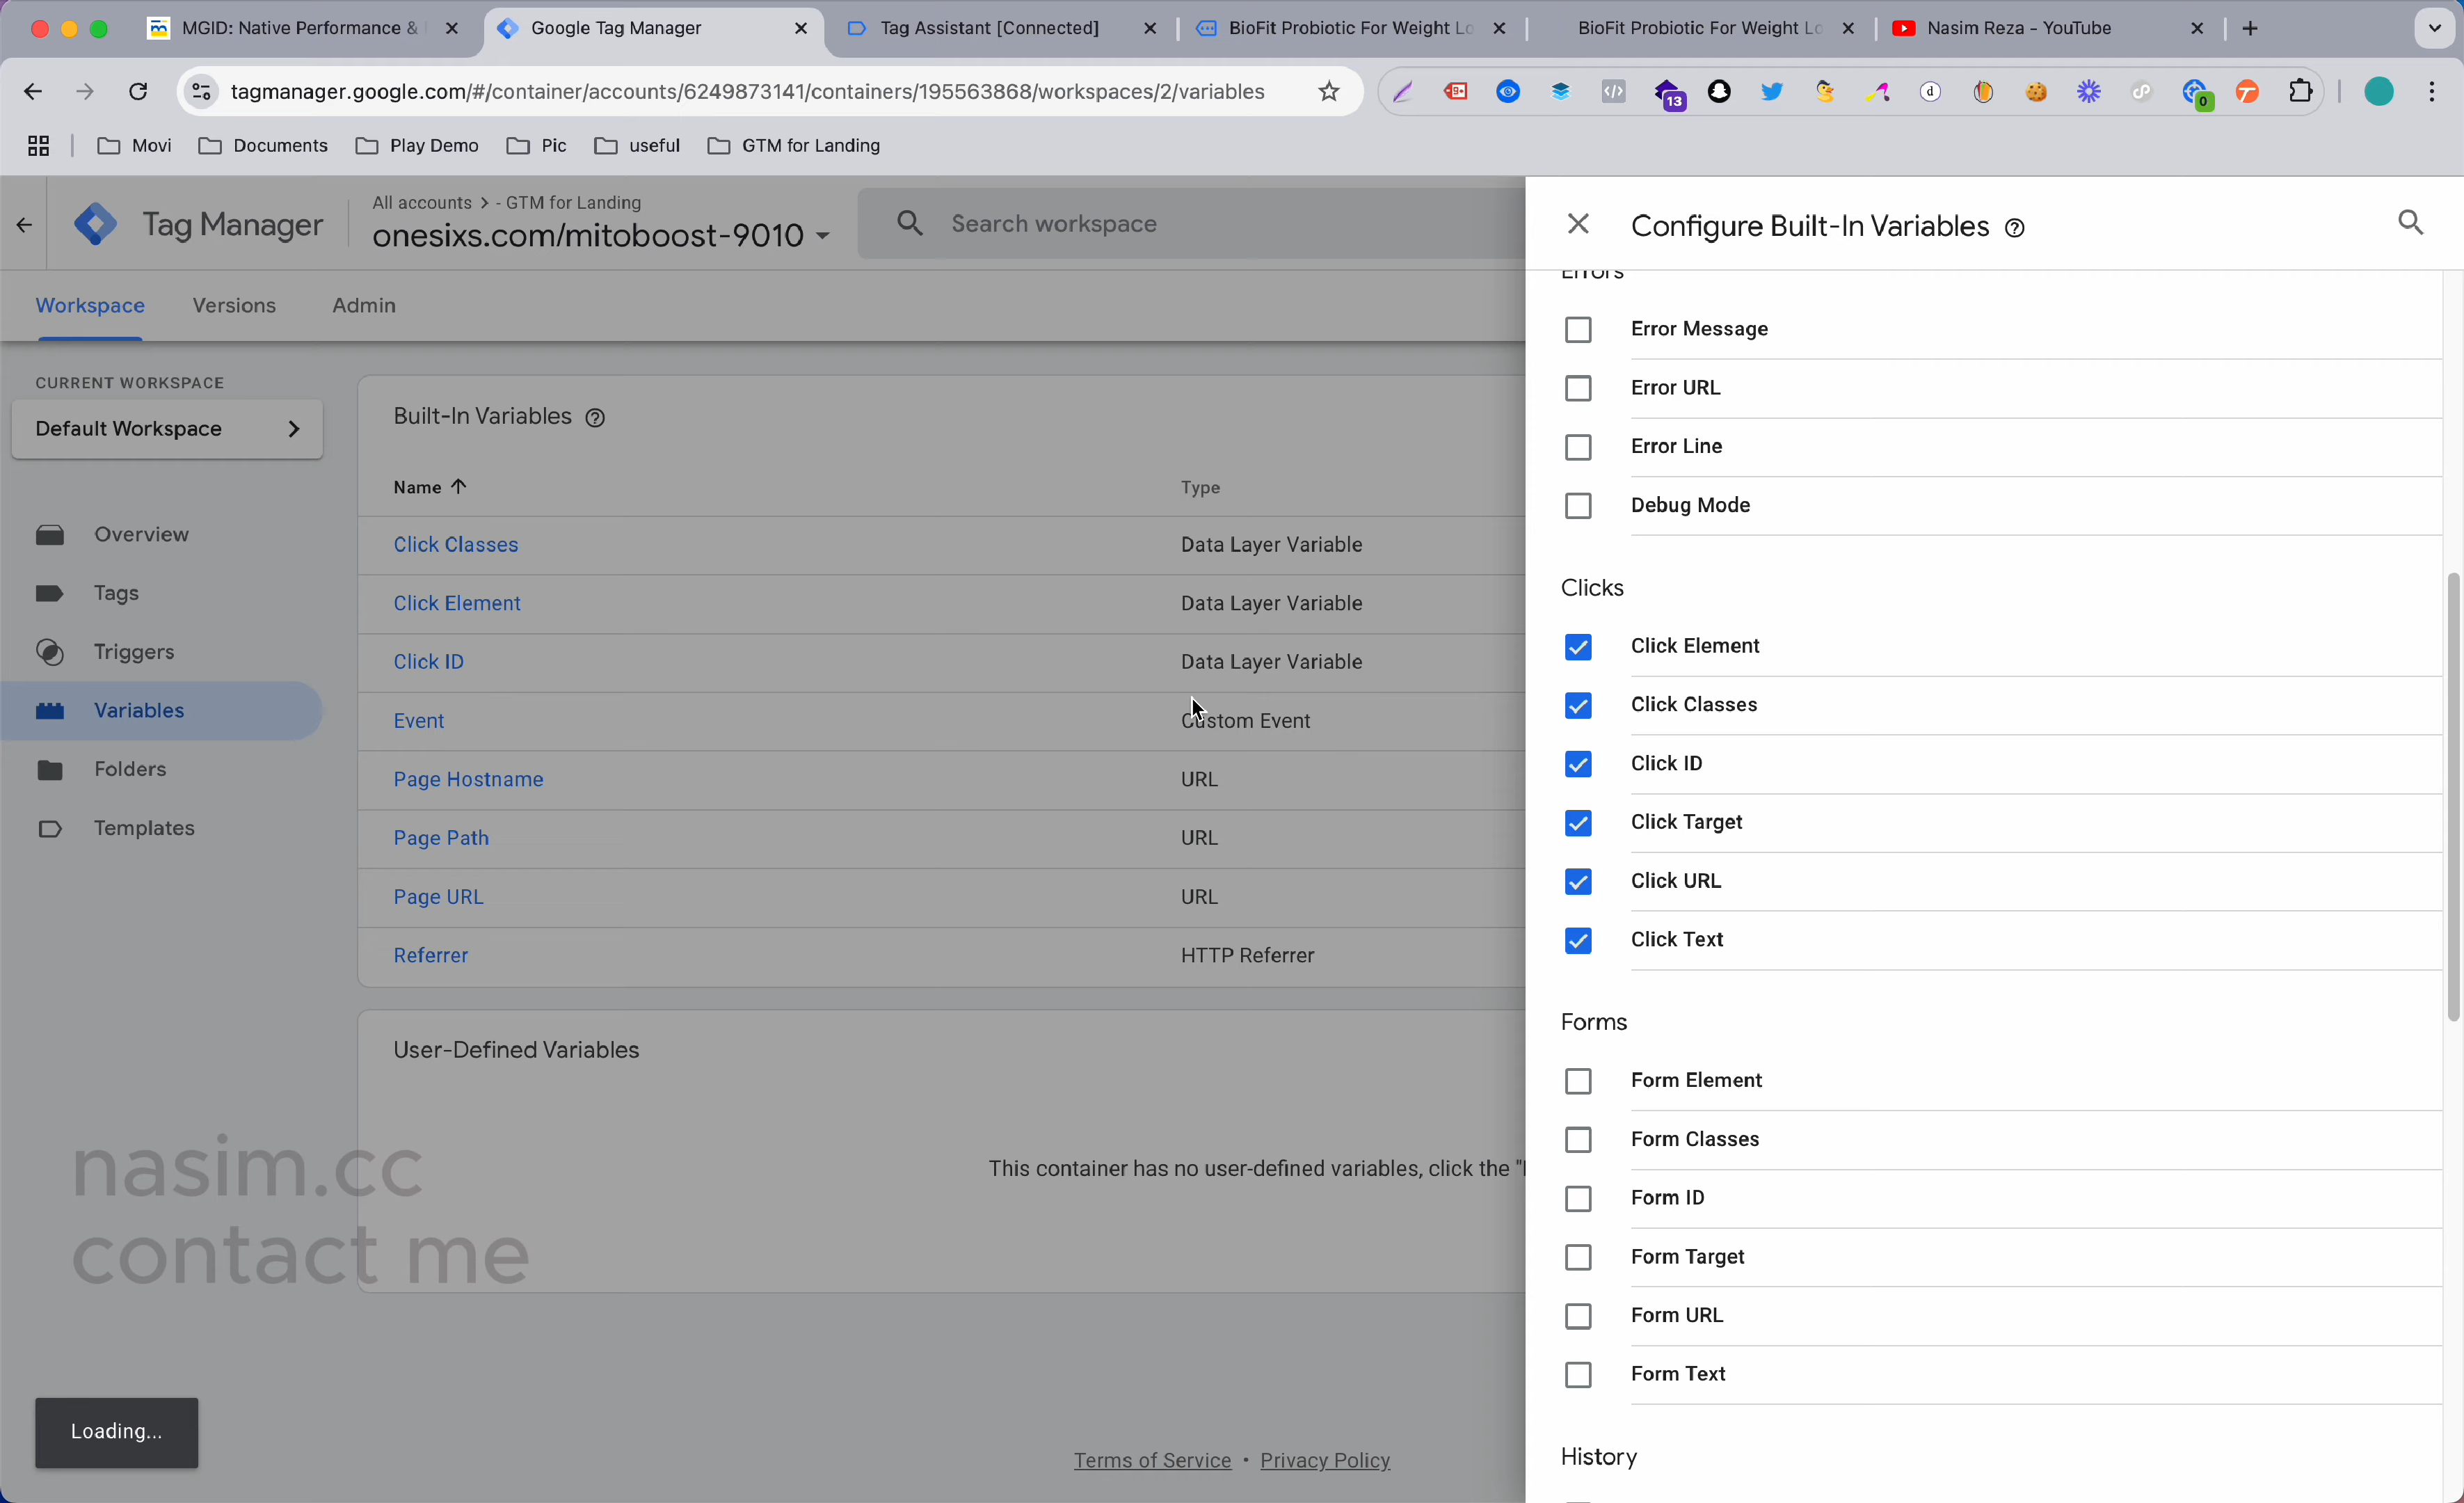 MGID: Native Performance &
Google Tag Manager
Tag Assistant [Connected]
BioFit Probiotic For Weight Lo
BioFit Probiotic For Weight Lo
Nasim Reza - YouTube
tagmanager.google.com/#/container/accounts/6249873141/containers/195563868/workspaces/2/variables
13
d
0
Movi
Documents
Play Demo
Pic
useful
GTM for Landing
Tag Manager
All accounts > - GTM for Landing
onesixs.com/mitoboost-9010
Search workspace
Workspace
Versions
Admin
CURRENT WORKSPACE
Default Workspace
Overview
Tags
Triggers
Variables
Folders
Templates
Built-In Variables
Name
Type
Click Classes
Data Layer Variable
Click Element
Data Layer Variable
Click ID
Data Layer Variable
Event
Custom Event
Page Hostname
URL
Page Path
URL
Page URL
URL
Referrer
HTTP Referrer
User-Defined Variables
This container has no user-defined variables, click the "
nasim.cc
contact me
Loading...
Terms of Service • Privacy Policy
Configure Built-In Variables
Errors
Error Message
Error URL
Error Line
Debug Mode
Clicks
Click Element
Click Classes
Click ID
Click Target
Click URL
Click Text
Forms
Form Element
Form Classes
Form ID
Form Target
Form URL
Form Text
History